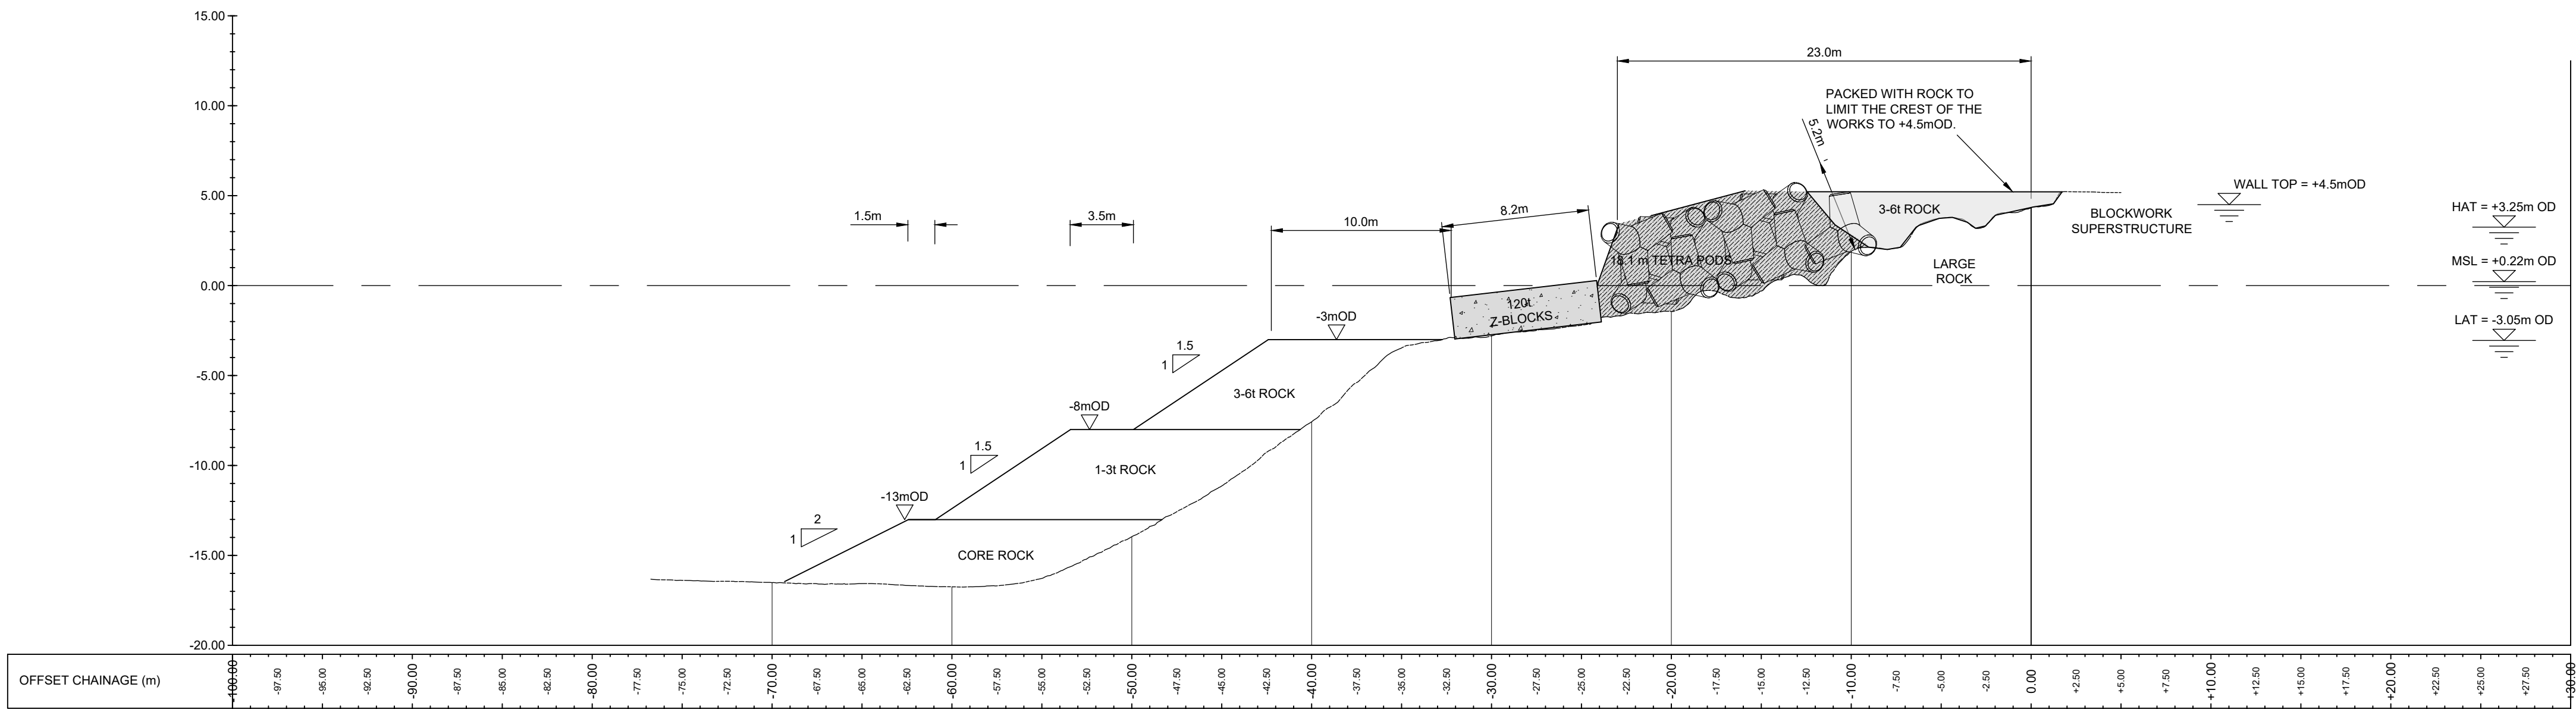 15.00
10.00
5.00
0.00
-5.00
-10.00
-15.00
-20.00
23.0m
PACKED WITH ROCK TO
LIMIT THE CREST OF THE
WORKS TO +4.5mOD.
5.2m
1.5m
3.5m
10.0m
8.2m
3-6t ROCK
18.1 m TETRA PODS
BLOCKWORK
SUPERSTRUCTURE
LARGE
ROCK
WALL TOP = +4.5mOD
HAT = +3.25m OD
MSL = +0.22m OD
LAT = -3.05m OD
120t
Z-BLOCKS
-3mOD
1.5
1
3-6t ROCK
-8mOD
1.5
1
1-3t ROCK
-13mOD
2
1
CORE ROCK
OFFSET CHAINAGE (m)
-100.00
-97.50
-95.00
-92.50
-90.00
-87.50
-85.00
-82.50
-80.00
-77.50
-75.00
-72.50
-70.00
-67.50
-65.00
-62.50
-60.00
-57.50
-55.00
-52.50
-50.00
-47.50
-45.00
-42.50
-40.00
-37.50
-35.00
-32.50
-30.00
-27.50
-25.00
-22.50
-20.00
-17.50
-15.00
-12.50
-10.00
-7.50
-5.00
-2.50
0.00
+2.50
+5.00
+7.50
+10.00
+12.50
+15.00
+17.50
+20.00
+22.50
+25.00
+27.50
+30.00